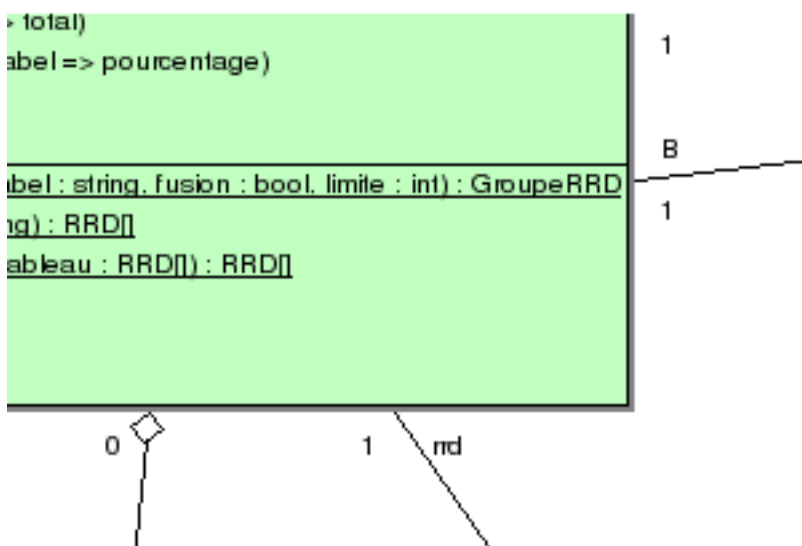 > total)
abel => pourcentage)
1
B
abel : string, fusion : bool, limite : int) : GroupeRRD
1
ng) : RRD[]
tableau : RRD[]) : RRD[]
0
1
rrd